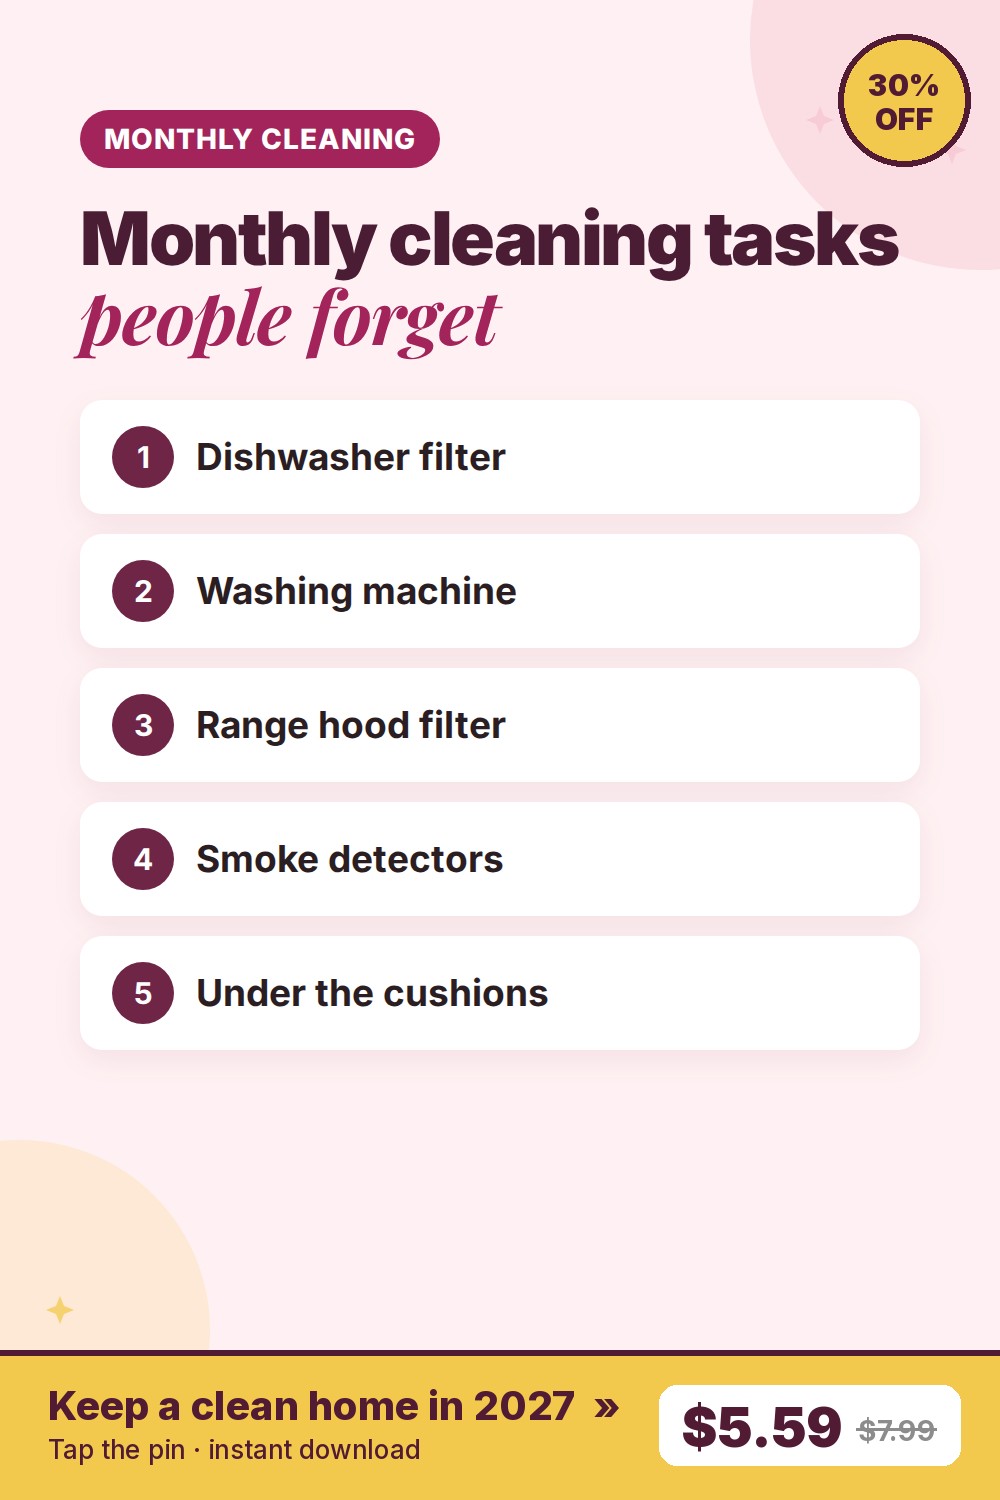 30%
OFF
MONTHLY CLEANING
Monthly cleaning tasks
people forget
1 Dishwasher filter
2 Washing machine
3 Range hood filter
4 Smoke detectors
5 Under the cushions
Keep a clean home in 2027 »
Tap the pin · instant download
$5.59 $7.99